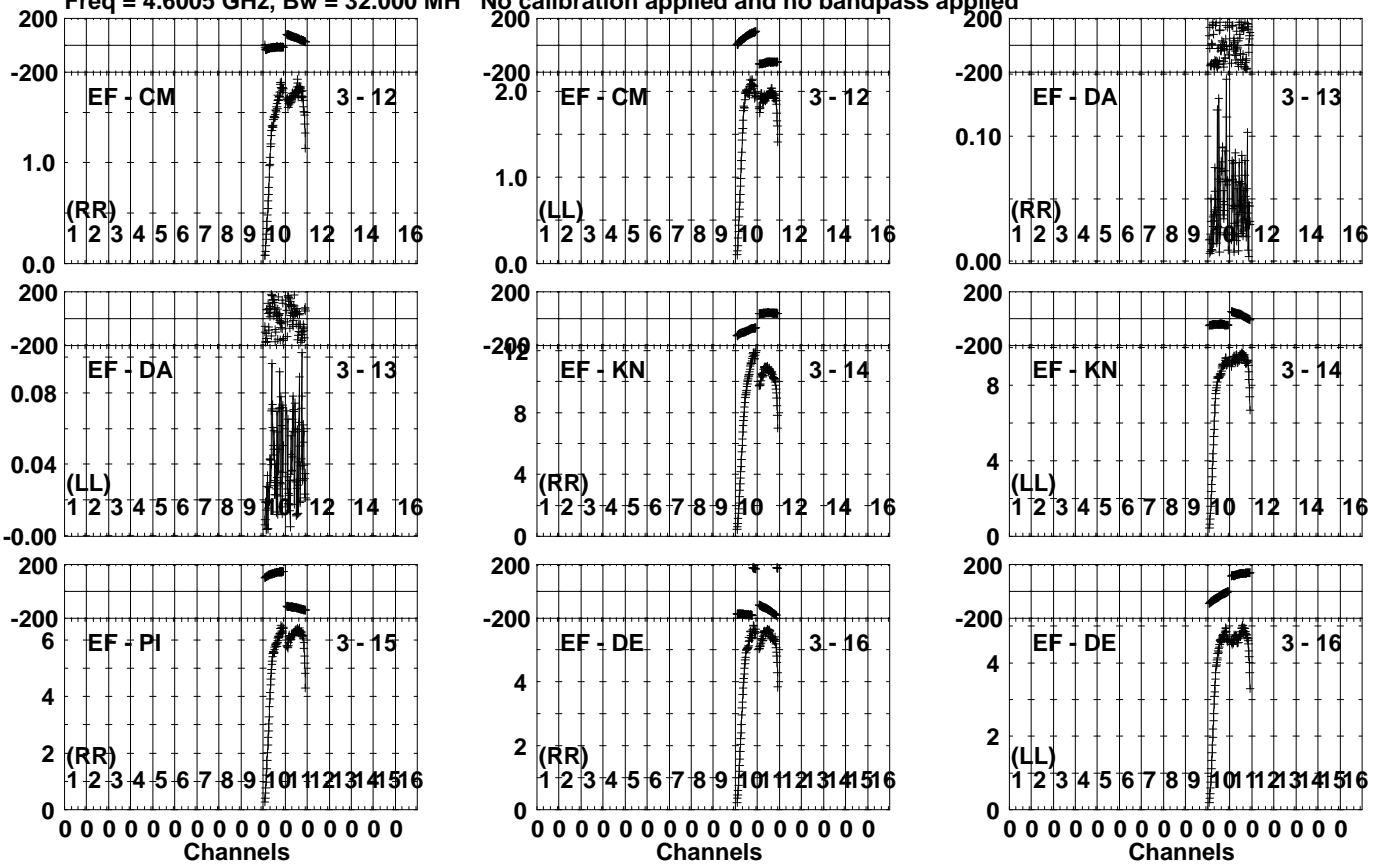 Freq = 4.6005 GHz, Bw = 32.000 MH No calibration applied and no bandpass applied
200
-200
EF - CM 3 - 12
1.0
(RR)
1 2 3 4 5 6 7 8 9 10 12 14 16
0.0
200
-200
2.0
EF - CM 3 - 12
1.0
(LL)
1 2 3 4 5 6 7 8 9 10 12 14 16
0.0
200
-200
EF - DA 3 - 13
0.10
(RR)
1 2 3 4 5 6 7 8 9 10 12 14 16
0.00
200
-200
EF - DA 3 - 13
0.08
0.04
(LL)
1 2 3 4 5 6 7 8 9 10 12 14 16
-0.00
200
-200
12
EF - KN 3 - 14
8
4
(RR)
1 2 3 4 5 6 7 8 9 10 12 14 16
0
200
-200
EF - KN 3 - 14
8
4
(LL)
1 2 3 4 5 6 7 8 9 10 12 14 16
0
200
-200
6
EF - PI 3 - 15
4
2
(RR)
1 2 3 4 5 6 7 8 9 10 11 12 13 14 15 16
0
0 0 0 0 0 0 0 0 0 0 0 0 0 0 0 0
Channels
200
-200
EF - DE 3 - 16
4
2
(RR)
1 2 3 4 5 6 7 8 9 10 11 12 13 14 15 16
0
0 0 0 0 0 0 0 0 0 0 0 0 0 0 0 0
Channels
200
-200
EF - DE 3 - 16
4
2
(LL)
1 2 3 4 5 6 7 8 9 10 11 12 13 14 15 16
0
0 0 0 0 0 0 0 0 0 0 0 0 0 0 0 0
Channels